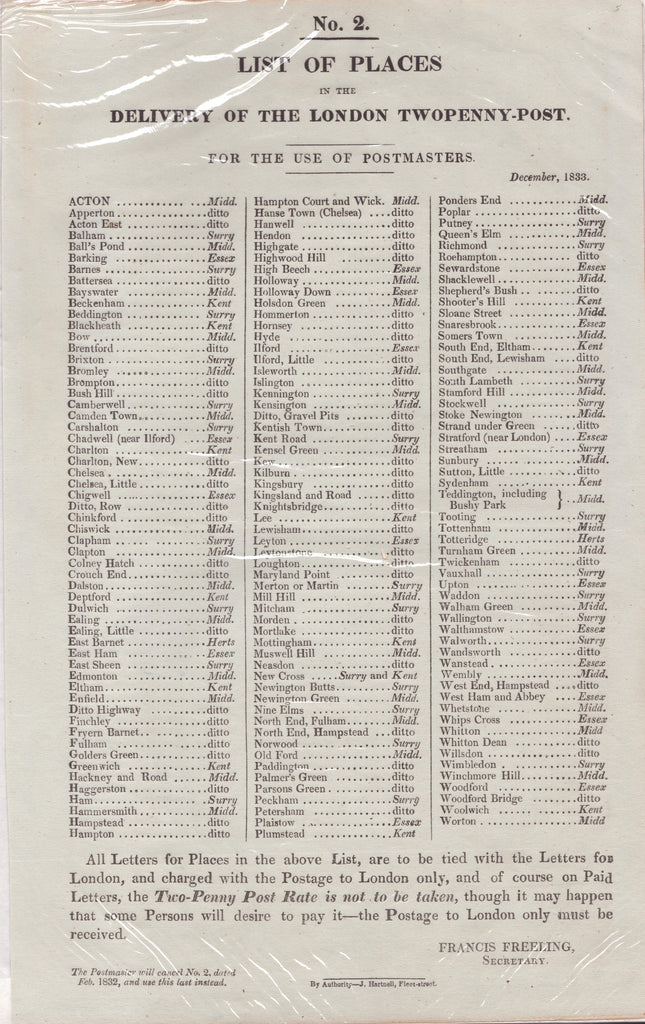 No. 2.
LIST OF PLACES
IN THE
DELIVERY OF THE LONDON TWOPENNY-POST.
FOR THE USE OF POSTMASTERS.
December, 1833.
ACTON ............ ...Midd.
Apperton ............ditto
Acton East ............ditto
Balham ............Surry
Ball's Pond ............Midd.
Barking ............Essex
Barnes ............Surry
Battersea ............ditto
Bayswater ............Midd.
Beckenham ............Kent
Beddington ............Surry
Blackheath ............Kent
Bow ............Midd.
Brentford ............ditto
Brixton ............Surry
Bromley ............Midd.
Brompton ............ditto
Bush Hill ............ditto
Camberwell ............Surry
Camden Town ............Midd.
Carshalton ............Surry
Chadwell (near Ilford) ....Essex
Charlton ............Kent
Charlton, New ............ditto
Chelsea ............Midd.
Chelsea, Little ............ditto
Chigwell ............Essex
Ditto, Row ............ditto
Chinkford ............ditto
Chiswick ............Midd.
Clapham ............Surry
Clapton ............Midd.
Colney Hatch ............ditto
Crouch End ............ditto
Dalston ............Midd.
Deptford ............Kent
Dulwich ............Surry
Ealing ............Midd.
Ealing, Little ............ditto
East Barnet ............Herts
East Ham ............Essex
East Sheen ............Surry
Edmonton ............Midd.
Eltham ............Kent
Enfield ............Midd.
Ditto Highway ............ditto
Finchley ............ditto
Fryern Barnet ............ditto
Fulham ............ditto
Golders Green ............ditto
Greenwich ............Kent
Hackney and Road ......Midd.
Haggerston ............ditto
Ham ............Surry
Hammersmith ............Midd.
Hampstead ............ditto
Hampton ............ditto
Hampton Court and Wick. Midd.
Hanse Town (Chelsea) ....ditto
Hanwell ............ditto
Hendon ............ditto
Highgate ............ditto
Highwood Hill ............ditto
High Beech ............Essex
Holloway ............Midd.
Holloway Down ............Essex
Holsdon Green ............Midd.
Hommerton ............ditto
Hornsey ............ditto
Hyde ............ditto
Ilford ............Essex
Ilford, Little ............ditto
Isleworth ............Midd.
Islington ............ditto
Kennington ............Surry
Kensington ............Midd.
Ditto, Gravel Pits ............ditto
Kentish Town ............ditto
Kent Road ............Surry
Kensel Green ............Midd.
Kew ............ditto
Kilburn ............ditto
Kingsbury ............ditto
Kingsland and Road ......ditto
Knightsbridge ............ditto
Lee ............Kent
Lewisham ............ditto
Leyton ............Essex
Leytonstone ............ditto
Loughton ............ditto
Maryland Point ............ditto
Merton or Martin ............Surry
Mill Hill ............Midd.
Mitcham ............Surry
Morden ............ditto
Mortlake ............ditto
Mottingham ............Kent
Muswell Hill ............Midd.
Neasdon ............ditto
New Cross .....Surry and Kent
Newington Butts ............Surry
Newington Green ............Midd.
Nine Elms ............Surry
North End, Fulham ............Midd.
North End, Hampstead ...ditto
Norwood ............Surry
Old Ford ............Midd.
Paddington ............ditto
Palmer's Green ............ditto
Parsons Green ............ditto
Peckham ............Surry
Petersham ............ditto
Plaistow ............Essex
Plumstead ............Kent
Ponders End ............Midd.
Poplar ............ditto
Putney ............Surry
Queen's Elm ............Midd.
Richmond ............Surry
Roehampton ............ditto
Sewardstone ............Essex
Shacklewell ............Midd.
Shepherd's Bush ............ditto
Shooter's Hill ............Kent
Sloane Street ............Midd.
Snaresbrook ............Essex
Somers Town ............Midd.
South End, Eltham ............Kent
South End, Lewisham ....ditto
Southgate ............Midd.
South Lambeth ............Surry
Stamford Hill ............Midd.
Stockwell ............Surry
Stoke Newington ............Midd.
Strand under Green ......ditto
Stratford (near London) ....Essex
Streatham ............Surry
Sunbury ............Midd.
Sutton, Little ............ditto
Sydenham ............Kent
Teddington, including Bushy Park } ..Midd.
Tooting ............Surry
Tottenham ............Midd.
Totteridge ............Herts
Turnham Green ............Midd.
Twickenham ............ditto
Vauxhall ............Surry
Upton ............Essex
Waddon ............Surry
Walham Green ............Midd.
Wallington ............Surry
Walthamstow ............Essex
Walworth ............Surry
Wandsworth ............ditto
Wanstead ............Essex
Wembly ............Midd.
West End, Hampstead ....ditto
West Ham and Abbey ....Essex
Whetstone ............Midd.
Whips Cross ............Essex
Whitton ............Midd
Whitton Dean ............ditto
Willsdon ............ditto
Wimbledon ............Surry
Winchmore Hill ............Midd.
Woodford ............Essex
Woodford Bridge ............ditto
Woolwich ............Kent
Worton ............Midd
All Letters for Places in the above List, are to be tied with the Letters for
London, and charged with the Postage to London only, and of course on Paid
Letters, the Two-Penny Post Rate is not to be taken, though it may happen
that some Persons will desire to pay it—the Postage to London only must be
received.
FRANCIS FREELING,
SECRETARY.
The Postmaster will cancel No. 2, dated
Feb. 1832, and use this last instead.
By Authority—J. Hartnell, Fleet-street.